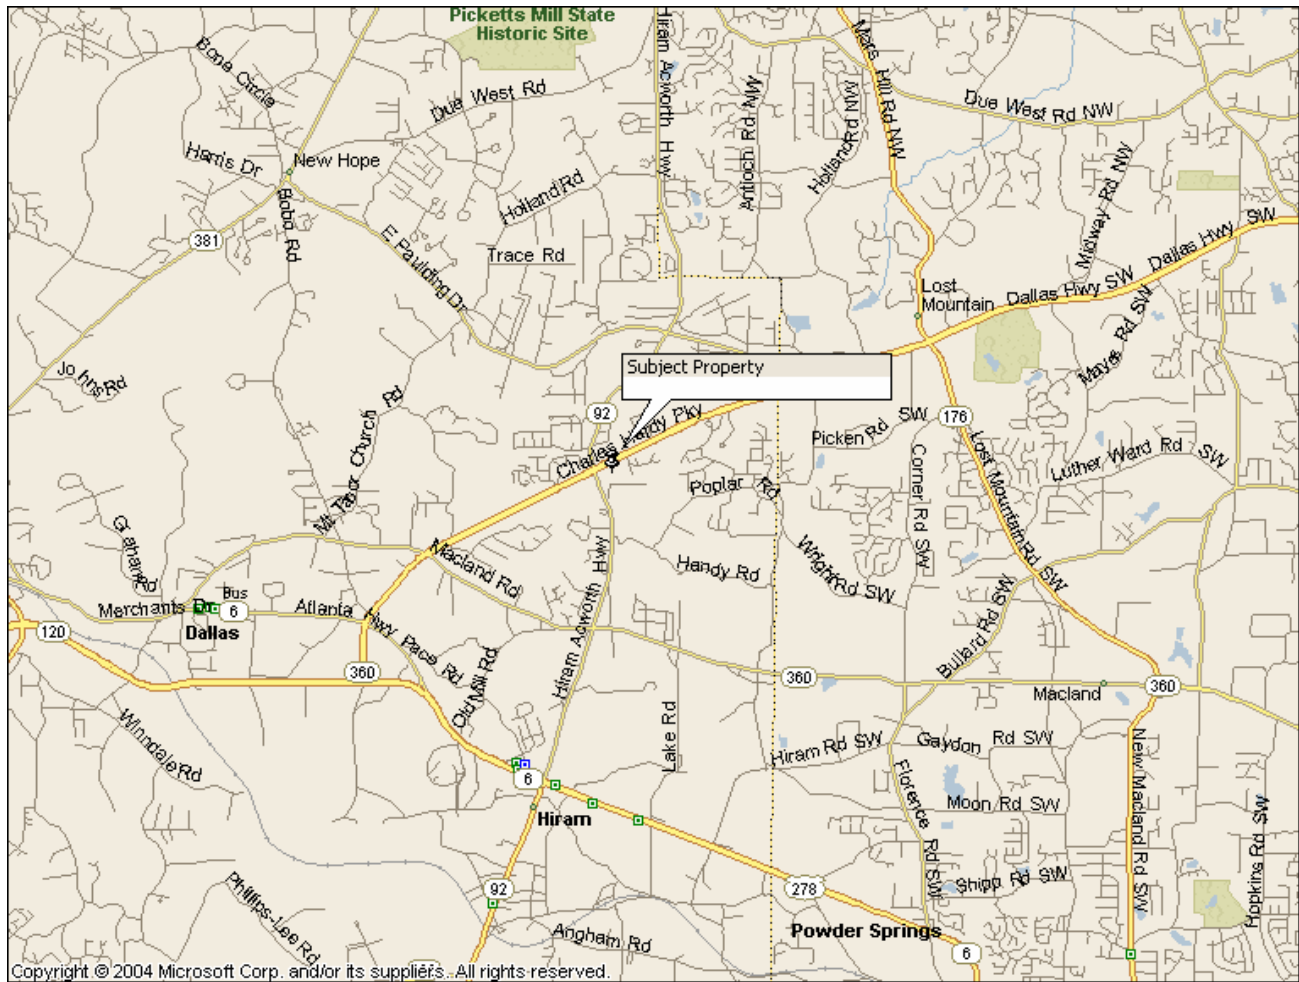 Picketts Mill State
Historic Site
Bone Circle
Due West Rd
Hiram Acworth Hwy
Antioch Rd NW
Holland Rd NW
Mars Hill Rd NW
Due West Rd NW
Harris Dr
New Hope
Bobo Rd
Holland Rd
Midway Rd NW
381
E Paulding Dr
Trace Rd
Dallas Hwy SW
Lost
Mountain
Dallas Hwy SW
Mayes Rd SW
John Rd
Subject Property
Mt Tabor Church Rd
92
Charles Hardy Pky
Picken Rd SW
176
Luther Ward Rd SW
Poplar Rd
Corner Rd SW
Lost Mountain Rd SW
Graham Rd
Macland Rd
Hiram Acworth Hwy
Handy Rd
Wright Rd SW
Merchants Dr
Bus
6
Atlanta Hwy
Dallas
120
360
Pace Rd
Old Mill Rd
Bullard Rd SW
360
Macland
360
Winndale Rd
Lake Rd
Hiram Rd SW
Gaydon Rd SW
New Macland Rd SW
6
Florence Rd SW
Moon Rd SW
Hiram
Hopkins Rd SW
92
278
Shipp Rd SW
Phillips-Lee Rd
Angham Rd
Powder Springs
6
Copyright © 2004 Microsoft Corp. and/or its suppliers. All rights reserved.